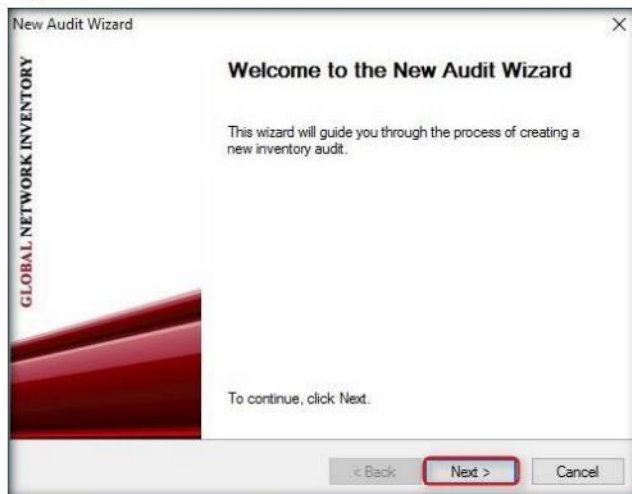 New Audit Wizard
GLOBAL NETWORK INVENTORY
Welcome to the New Audit Wizard
This wizard will guide you through the process of creating a
new inventory audit.
To continue, click Next.
< Back
Next >
Cancel